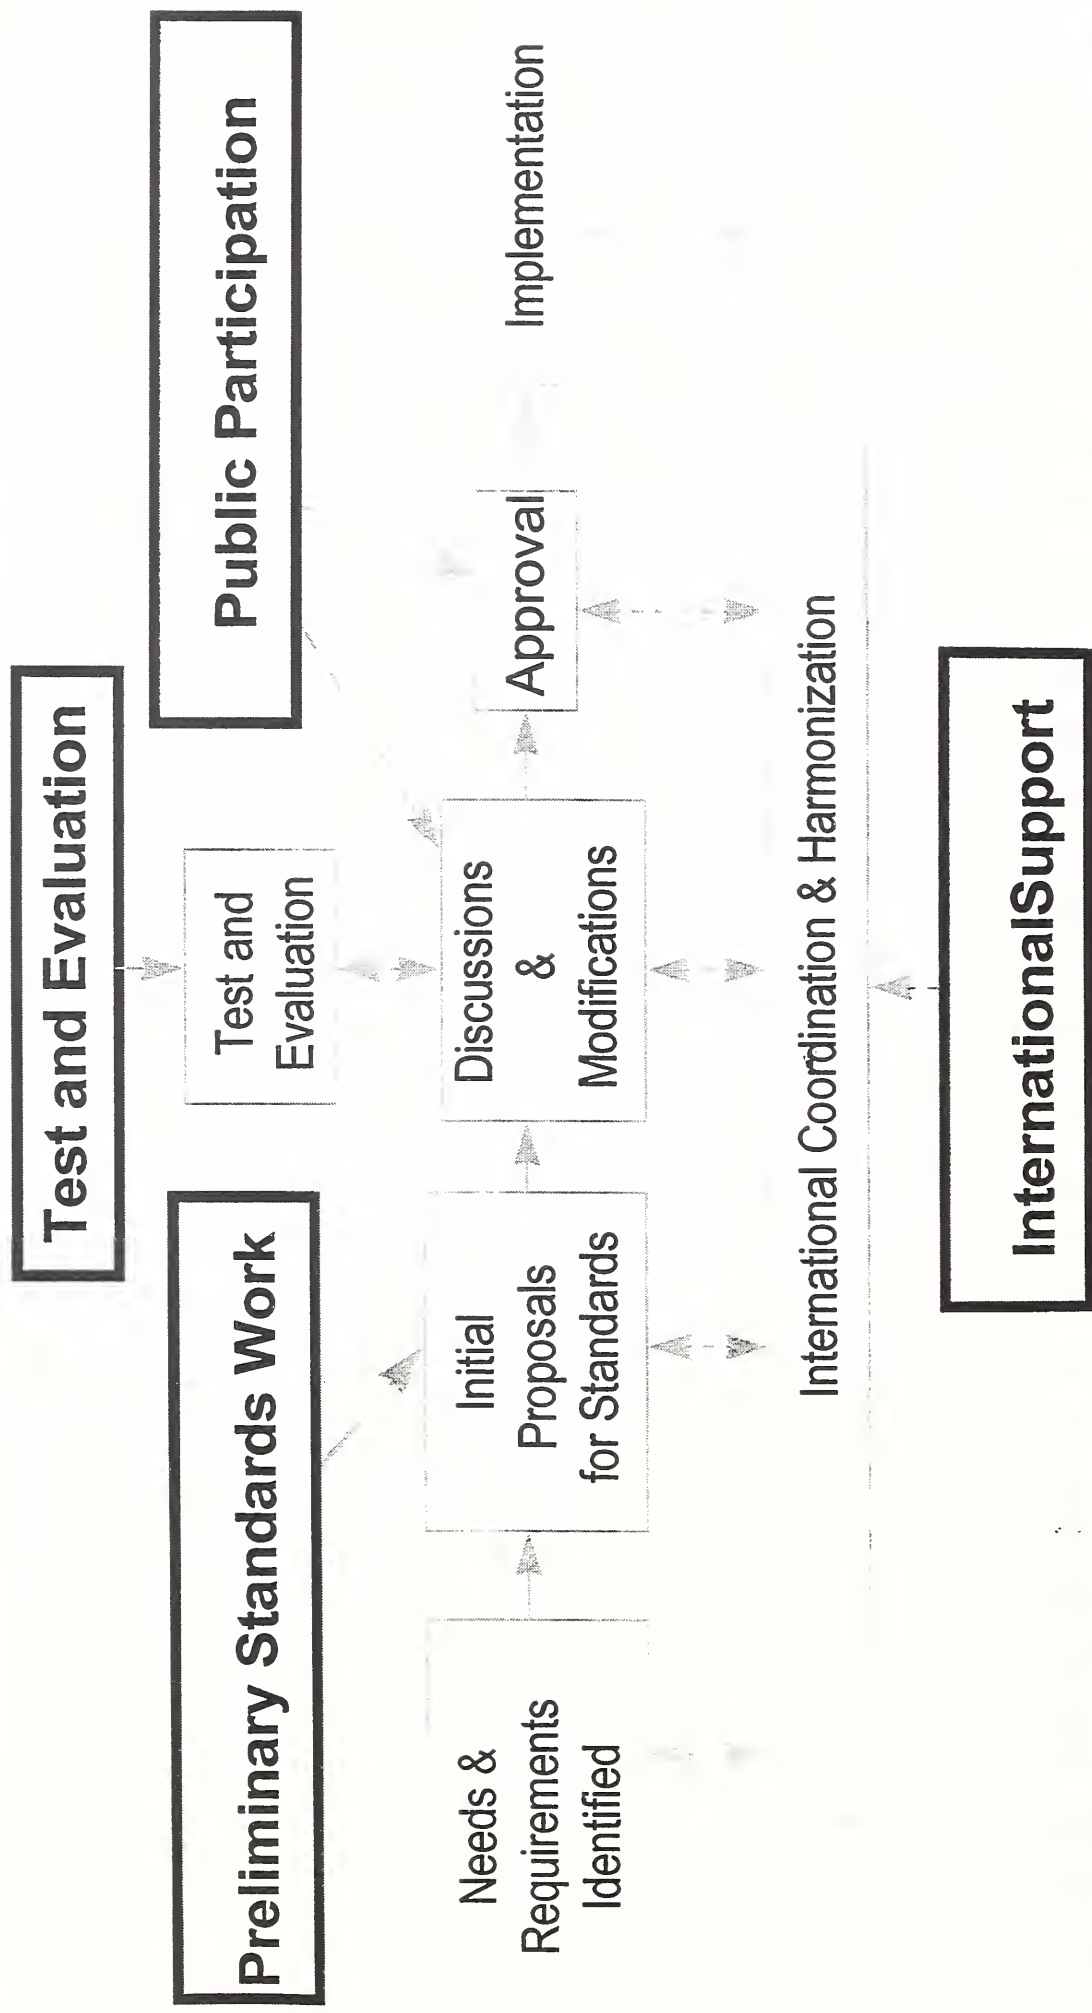 Test and Evaluation
Preliminary Standards Work
Public Participation
Test and
Evaluation
Needs &
Requirements
Identified
Initial
Proposals
for Standards
Discussions
&
Modifications
Approval
Implementation
International Coordination & Harmonization
InternationalSupport